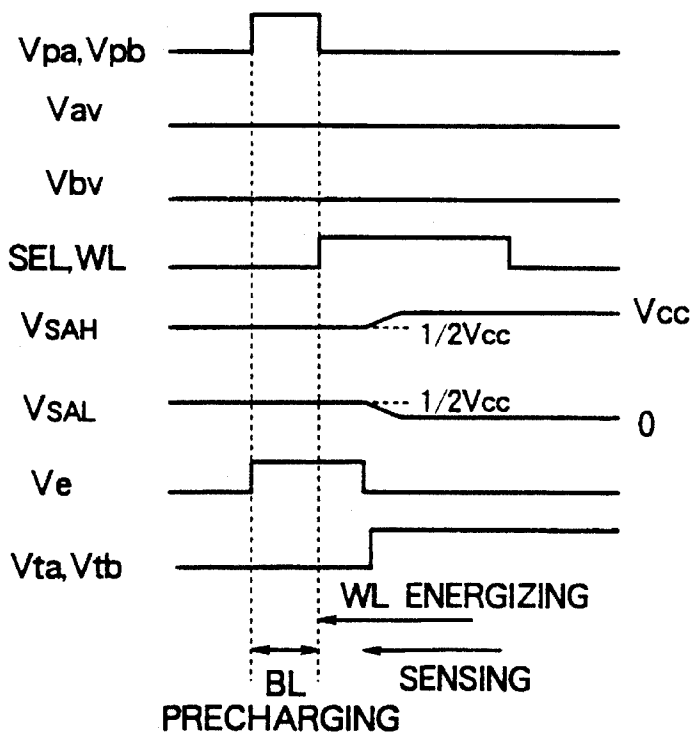 Vpa,Vpb
Vav
Vbv
SEL,WL
VSAH
1/2Vcc
Vcc
VSAL
1/2Vcc
0
Ve
Vta,Vtb
WL ENERGIZING
BL
PRECHARGING
SENSING